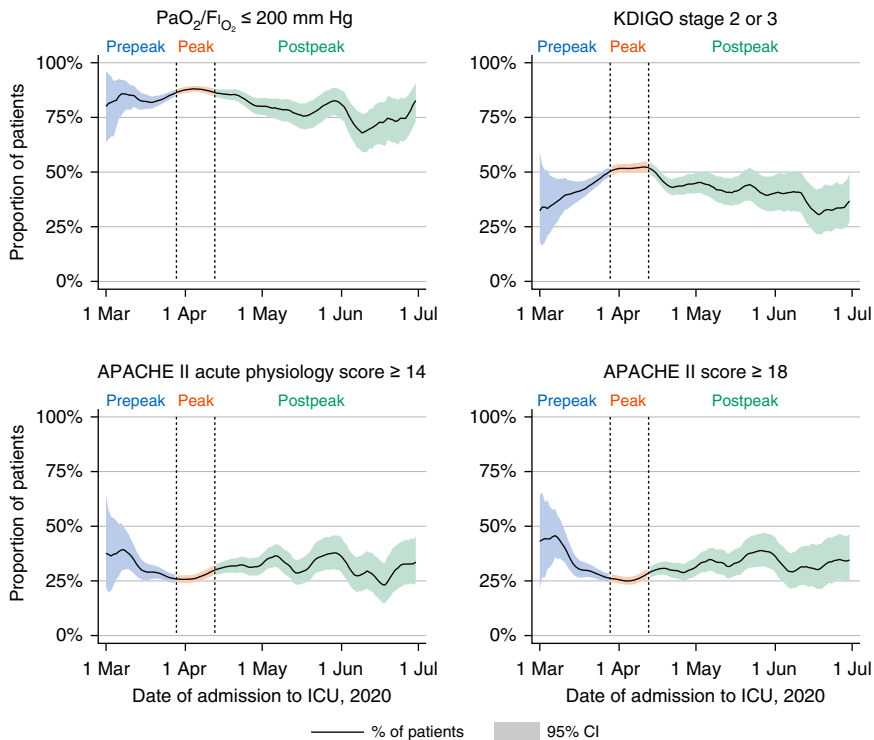 PaO2/FIO2 ≤ 200 mm Hg
Prepeak Peak Postpeak
100%
75%
50%
25%
0%
Proportion of patients
1 Mar 1 Apr 1 May 1 Jun 1 Jul
KDIGO stage 2 or 3
Prepeak Peak Postpeak
100%
75%
50%
25%
0%
1 Mar 1 Apr 1 May 1 Jun 1 Jul
APACHE II acute physiology score ≥ 14
Prepeak Peak Postpeak
100%
75%
50%
25%
0%
Proportion of patients
1 Mar 1 Apr 1 May 1 Jun 1 Jul
Date of admission to ICU, 2020
APACHE II score ≥ 18
Prepeak Peak Postpeak
100%
75%
50%
25%
0%
1 Mar 1 Apr 1 May 1 Jun 1 Jul
Date of admission to ICU, 2020
% of patients 95% CI